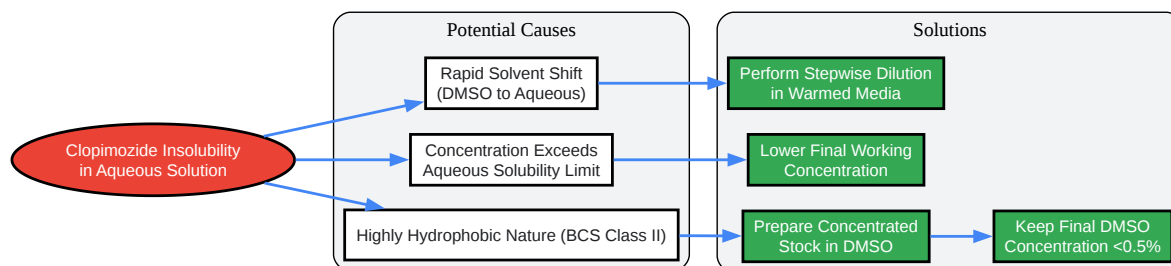 Potential Causes
Solutions
Rapid Solvent Shift
(DMSO to Aqueous)
Perform Stepwise Dilution
in Warmed Media
Clopimozide Insolubility
in Aqueous Solution
Concentration Exceeds
Aqueous Solubility Limit
Lower Final Working
Concentration
Highly Hydrophobic Nature (BCS Class II)
Prepare Concentrated
Stock in DMSO
Keep Final DMSO
Concentration <0.5%